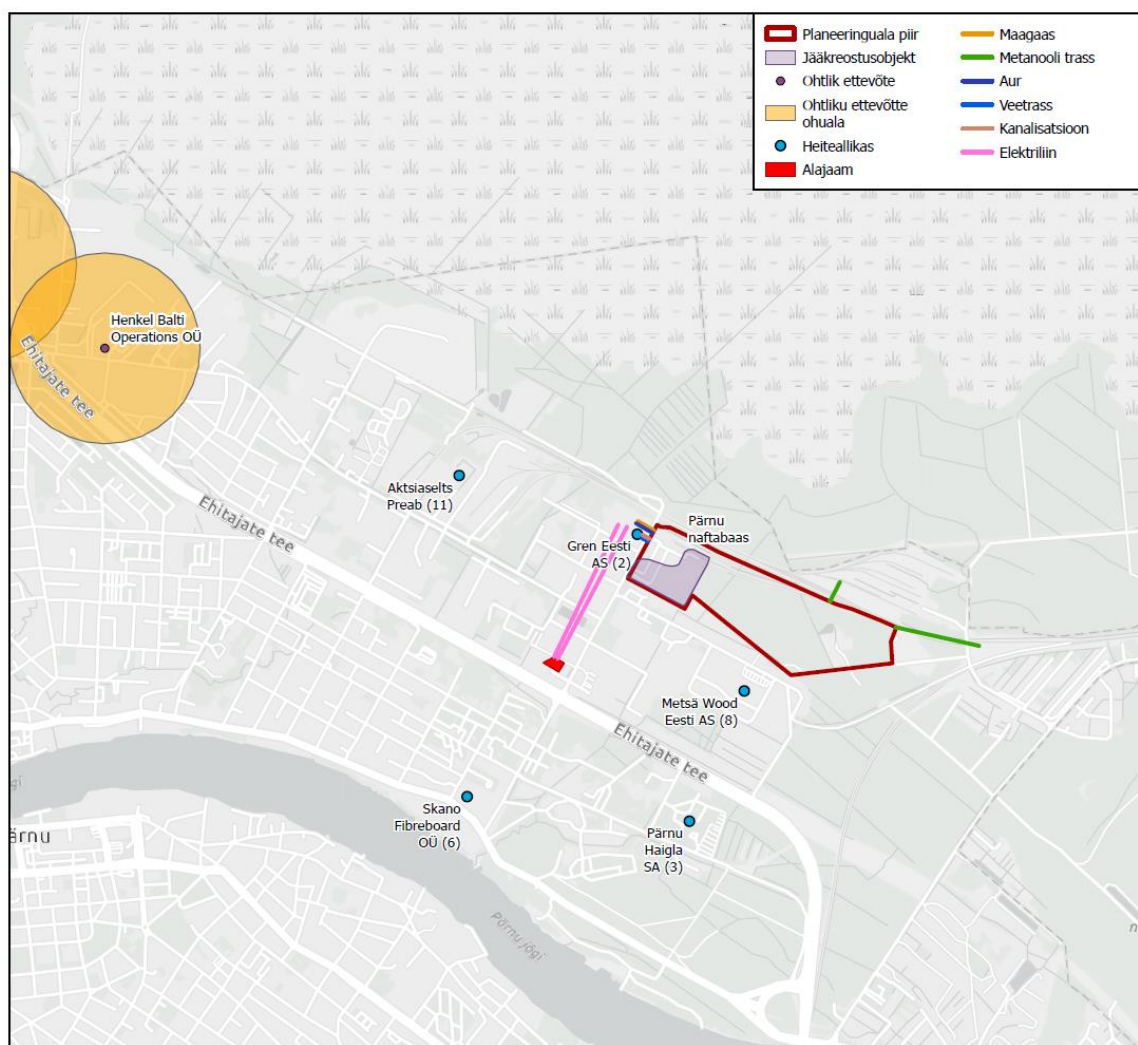 Planeeringuala piir
Jääkreostusobjekt
Ohtlik ettevõte
Ohtliku ettevõtte
ohuala
Heiteallikas
Alajaam
Maagaas
Metanooli trass
Aur
Veetrass
Kanalisatsioon
Elektriliin
Henkel Balti
Operations OÜ
Ehitajate tee
Aktsiaselts
Preab (11)
Ehitajate tee
Pärnu
naftabaas
Gren Eesti
AS (2)
Metsä Wood
Eesti AS (8)
Ehitajate tee
Skano
Fibreboard
OÜ (6)
Pärnu
Haigla
SA (3)
ärnu
Pärnu jõgi